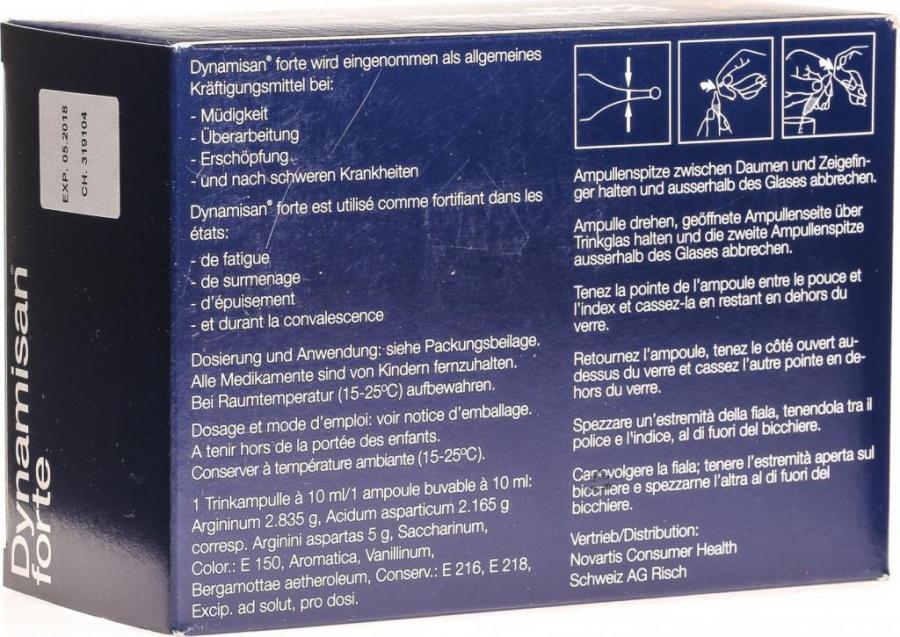 EXP. 05.2018
CH. 319104
Dynamisan®
forte
Dynamisan® forte wird eingenommen als allgemeines
Kräftigungsmittel bei:
- Müdigkeit
- Überarbeitung
- Erschöpfung
- und nach schweren Krankheiten
Dynamisan® forte est utilisé comme fortifiant dans les
états:
- de fatigue
- de surmenage
- d'épuisement
- et durant la convalescence
Dosierung und Anwendung: siehe Packungsbeilage.
Alle Medikamente sind von Kindern fernzuhalten.
Bei Raumtemperatur (15-25ºC) aufbewahren.
Dosage et mode d'emploi: voir notice d'emballage.
A tenir hors de la portée des enfants.
Conserver à température ambiante (15-25ºC).
1 Trinkampulle à 10 ml/1 ampoule buvable à 10 ml:
Argininum 2.835 g, Acidum asparticum 2.165 g
corresp. Arginini aspartas 5 g, Saccharinum,
Color.: E 150, Aromatica, Vanillinum,
Bergamottae aetheroleum, Conserv.: E 216, E 218,
Excip. ad solut, pro dosi.
Ampullenspitze zwischen Daumen und Zeigefin-
ger halten und ausserhalb des Glases abbrechen.
Ampulle drehen, geöffnete Ampullenseite über
Trinkglas halten und die zweite Ampullenspitze
ausserhalb des Glases abbrechen.
Tenez la pointe de l'ampoule entre le pouce et
l'index et cassez-la en restant en dehors du
verre.
Retournez l'ampoule, tenez le côté ouvert au-
dessus du verre et cassez l'autre pointe en de-
hors du verre.
Spezzare un'estremità della fiala, tenendola tra il
police e l'indice, al di fuori del bicchiere.
Capovolgere la fiala; tenere l'estremità aperta sul
bicchiere e spezzarne l'altra al di fuori del
bicchiere.
Vertrieb/Distribution:
Novartis Consumer Health
Schweiz AG Risch